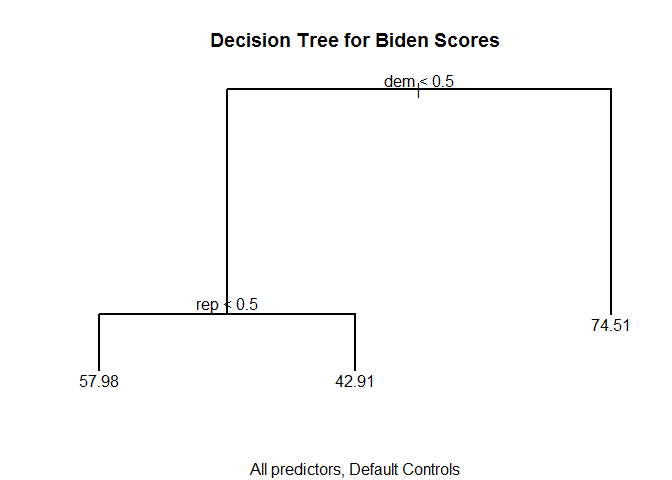 Decision Tree for Biden Scores
dem < 0.5
rep < 0.5
74.51
57.98
42.91
All predictors, Default Controls